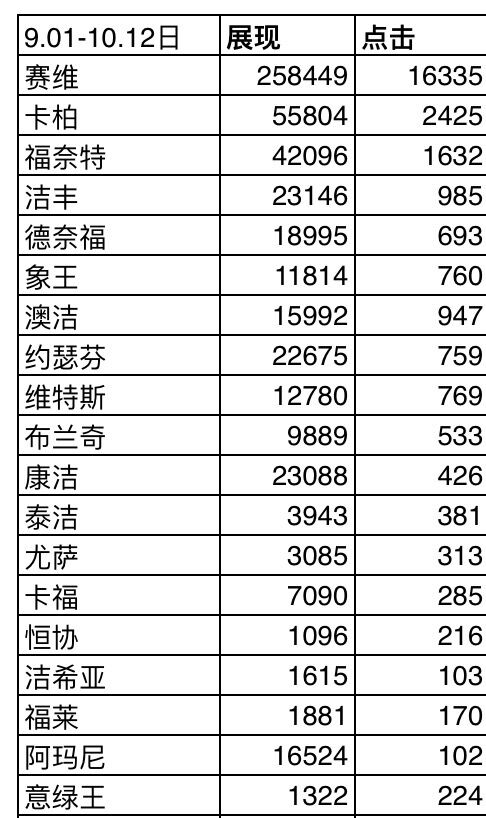 9.01-10.12日 展现 点击
赛维 258449 16335
卡柏 55804 2425
福奈特 42096 1632
洁丰 23146 985
德奈福 18995 693
象王 11814 760
澳洁 15992 947
约瑟芬 22675 759
维特斯 12780 769
布兰奇 9889 533
康洁 23088 426
泰洁 3943 381
尤萨 3085 313
卡福 7090 285
恒协 1096 216
洁希亚 1615 103
福莱 1881 170
阿玛尼 16524 102
意绿王 1322 224